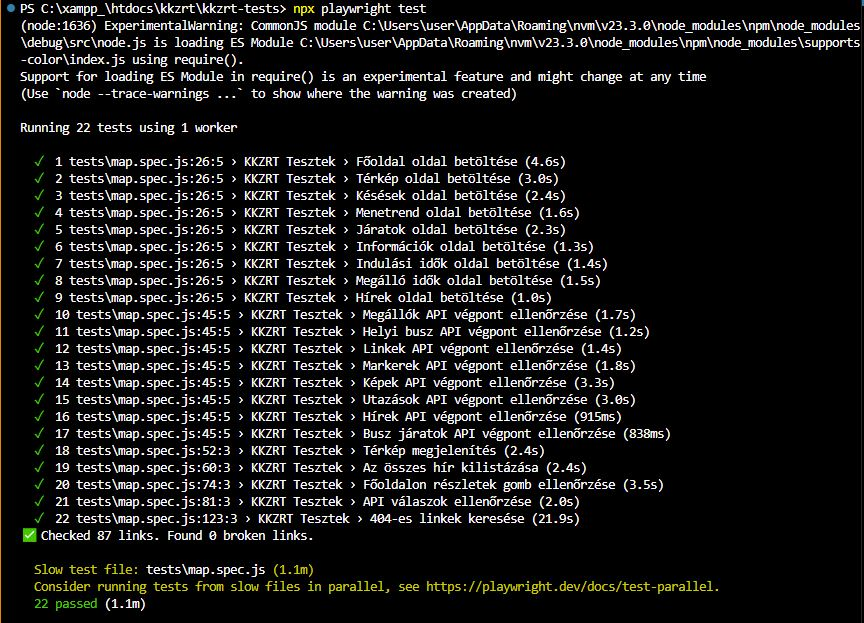 PS C:\xampp_\htdocs\kkzrt\kkzrt-tests> npx playwright test
(node:1636) ExperimentalWarning: CommonJS module C:\Users\user\AppData\Roaming\nvm\v23.3.0\node_modules\npm\node_modules
\debug\src\node.js is loading ES Module C:\Users\user\AppData\Roaming\nvm\v23.3.0\node_modules\npm\node_modules\supports
-color\index.js using require().
Support for loading ES Module in require() is an experimental feature and might change at any time
(Use `node --trace-warnings ...` to show where the warning was created)
Running 22 tests using 1 worker
✓ 1 tests\map.spec.js:26:5 › KKZRT Tesztek › Főoldal oldal betöltése (4.6s)
✓ 2 tests\map.spec.js:26:5 › KKZRT Tesztek › Térkép oldal betöltése (3.0s)
✓ 3 tests\map.spec.js:26:5 › KKZRT Tesztek › Késések oldal betöltése (2.4s)
✓ 4 tests\map.spec.js:26:5 › KKZRT Tesztek › Menetrend oldal betöltése (1.6s)
✓ 5 tests\map.spec.js:26:5 › KKZRT Tesztek › Járatok oldal betöltése (2.3s)
✓ 6 tests\map.spec.js:26:5 › KKZRT Tesztek › Információk oldal betöltése (1.3s)
✓ 7 tests\map.spec.js:26:5 › KKZRT Tesztek › Indulási idők oldal betöltése (1.4s)
✓ 8 tests\map.spec.js:26:5 › KKZRT Tesztek › Megálló idők oldal betöltése (1.5s)
✓ 9 tests\map.spec.js:26:5 › KKZRT Tesztek › Hírek oldal betöltése (1.0s)
✓ 10 tests\map.spec.js:45:5 › KKZRT Tesztek › Megállók API végpont ellenőrzése (1.7s)
✓ 11 tests\map.spec.js:45:5 › KKZRT Tesztek › Helyi busz API végpont ellenőrzése (1.2s)
✓ 12 tests\map.spec.js:45:5 › KKZRT Tesztek › Linkek API végpont ellenőrzése (1.4s)
✓ 13 tests\map.spec.js:45:5 › KKZRT Tesztek › Markerek API végpont ellenőrzése (1.8s)
✓ 14 tests\map.spec.js:45:5 › KKZRT Tesztek › Képek API végpont ellenőrzése (3.3s)
✓ 15 tests\map.spec.js:45:5 › KKZRT Tesztek › Utazások API végpont ellenőrzése (3.0s)
✓ 16 tests\map.spec.js:45:5 › KKZRT Tesztek › Hírek API végpont ellenőrzése (915ms)
✓ 17 tests\map.spec.js:45:5 › KKZRT Tesztek › Busz járatok API végpont ellenőrzése (838ms)
✓ 18 tests\map.spec.js:52:3 › KKZRT Tesztek › Térkép megjelenítés (2.4s)
✓ 19 tests\map.spec.js:60:3 › KKZRT Tesztek › Az összes hír kilistázása (2.4s)
✓ 20 tests\map.spec.js:74:3 › KKZRT Tesztek › Főoldalon részletek gomb ellenőrzése (3.5s)
✓ 21 tests\map.spec.js:81:3 › KKZRT Tesztek › API válaszok ellenőrzése (2.0s)
✓ 22 tests\map.spec.js:123:3 › KKZRT Tesztek › 404-es linkek keresése (21.9s)
✅ Checked 87 links. Found 0 broken links.
Slow test file: tests\map.spec.js (1.1m)
Consider running tests from slow files in parallel, see https://playwright.dev/docs/test-parallel.
22 passed (1.1m)